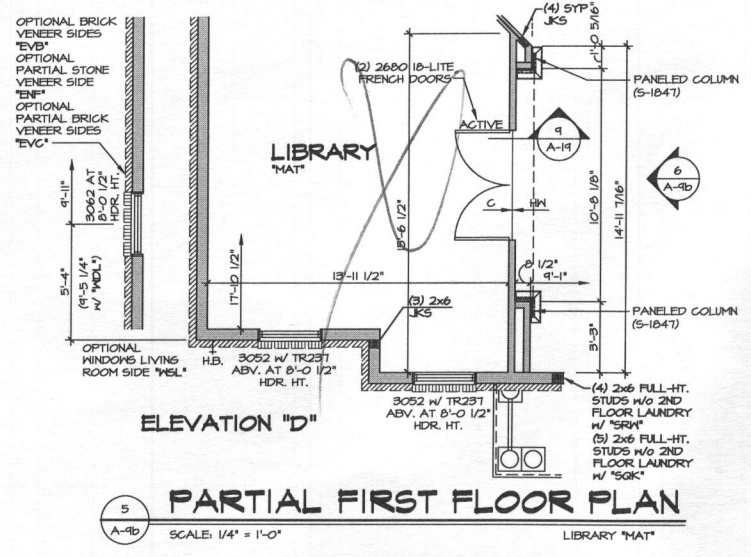 OPTIONAL BRICK
VENEER SIDES
"EVB"
OPTIONAL
PARTIAL STONE
VENEER SIDE
"ENF"
OPTIONAL
PARTIAL BRICK
VENEER SIDES
"EVC"
9'-11"
3062 AT
8'-0 1/2"
HDR. HT.
5'-4"
(9'-5 1/4"
W/ "WDL")
OPTIONAL
WINDOWS LIVING
ROOM SIDE "WSL"
(4) SYP
JKS
1'-0 5/16"
(2) 2680 18-LITE
FRENCH DOORS
ACTIVE
PANELED COLUMN
(S-1847)
LIBRARY
"MAT"
9
A-19
6
A-9b
C
HW
15'-6 1/2"
10'-8 1/8"
14'-11 7/16"
17'-10 1/2"
13'-11 1/2"
8 1/2"
9'-1"
(3) 2x6
JKS
PANELED COLUMN
(S-1847)
3'-3"
H.B.
3052 W/ TR237
ABV. AT 8'-0 1/2"
HDR. HT.
3052 W/ TR237
ABV. AT 8'-0 1/2"
HDR. HT.
(4) 2x6 FULL-HT.
STUDS W/o 2ND
FLOOR LAUNDRY
W/ "SRW"
(5) 2x6 FULL-HT.
STUDS W/o 2ND
FLOOR LAUNDRY
W/ "SQK"
ELEVATION "D"
5
A-9b
PARTIAL FIRST FLOOR PLAN
SCALE: 1/4" = 1'-0"
LIBRARY "MAT"